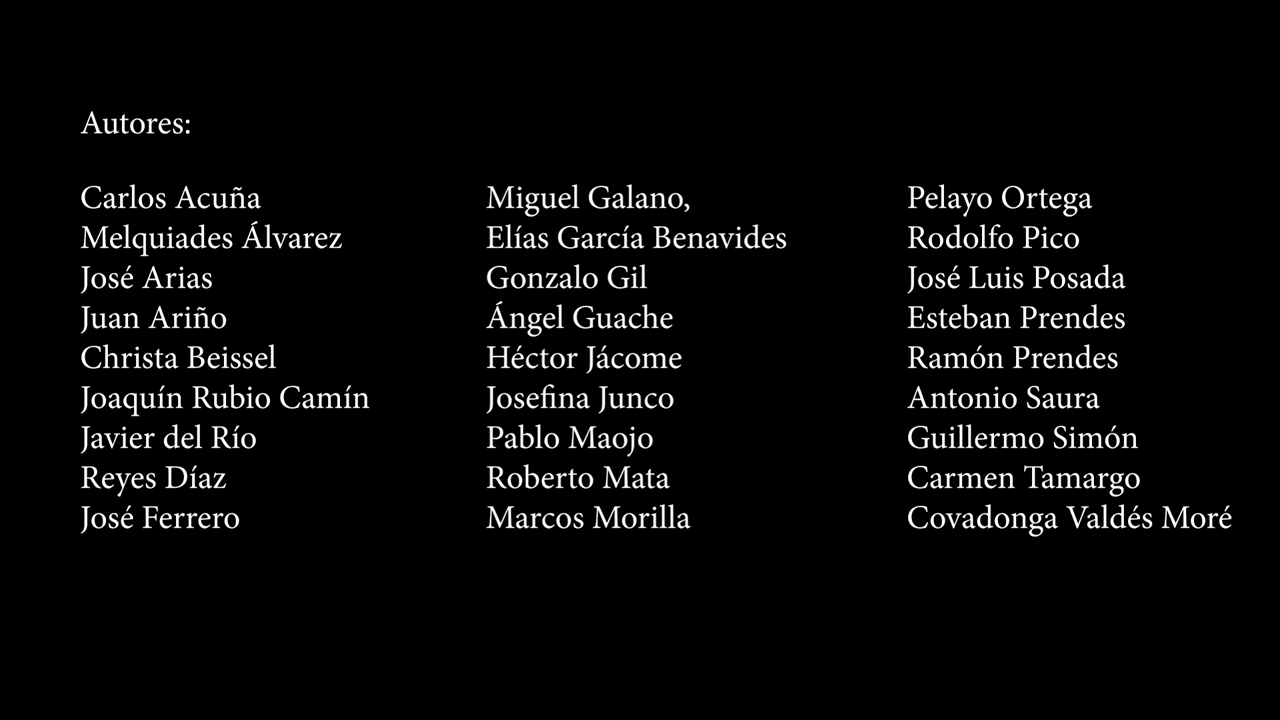 Autores:
Carlos Acuña
Melquiades Álvarez
José Arias
Juan Ariño
Christa Beissel
Joaquín Rubio Camín
Javier del Río
Reyes Díaz
José Ferrero
Miguel Galano,
Elías García Benavides
Gonzalo Gil
Ángel Guache
Héctor Jácome
Josefina Junco
Pablo Maojo
Roberto Mata
Marcos Morilla
Pelayo Ortega
Rodolfo Pico
José Luis Posada
Esteban Prendes
Ramón Prendes
Antonio Saura
Guillermo Simón
Carmen Tamargo
Covadonga Valdés Moré